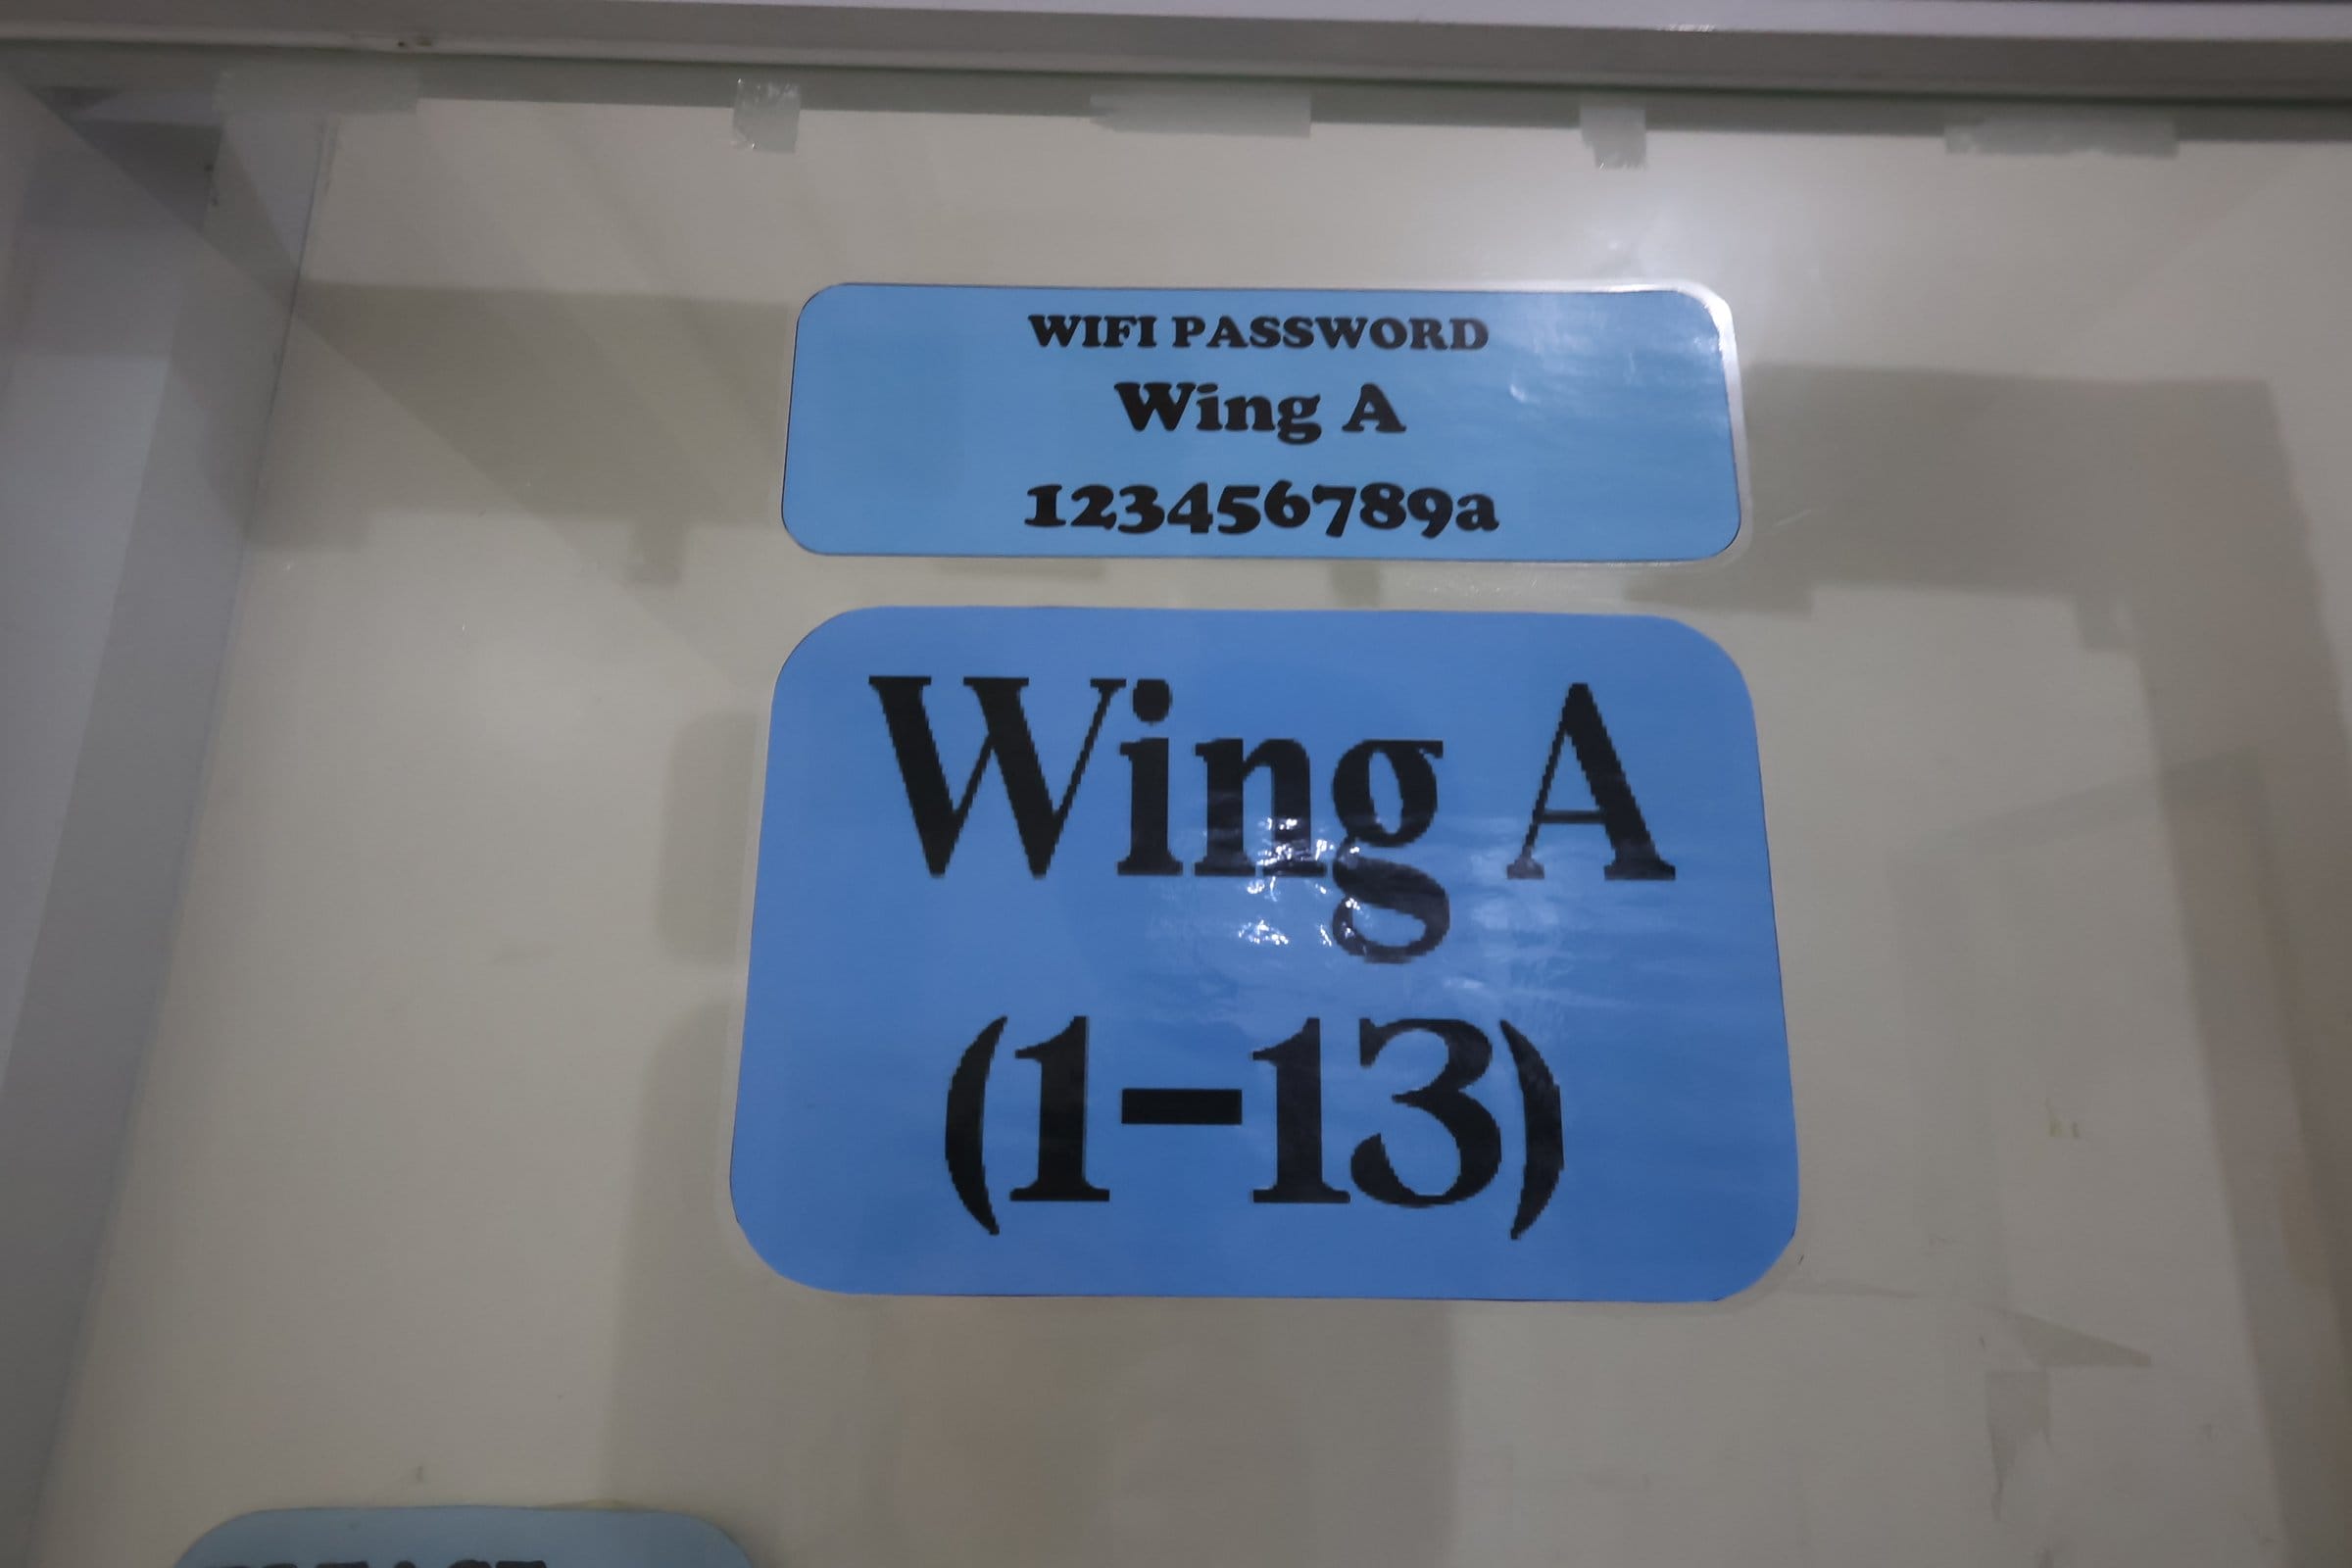 WIFI PASSWORD
Wing A
123456789a
Wing A
(1-13)